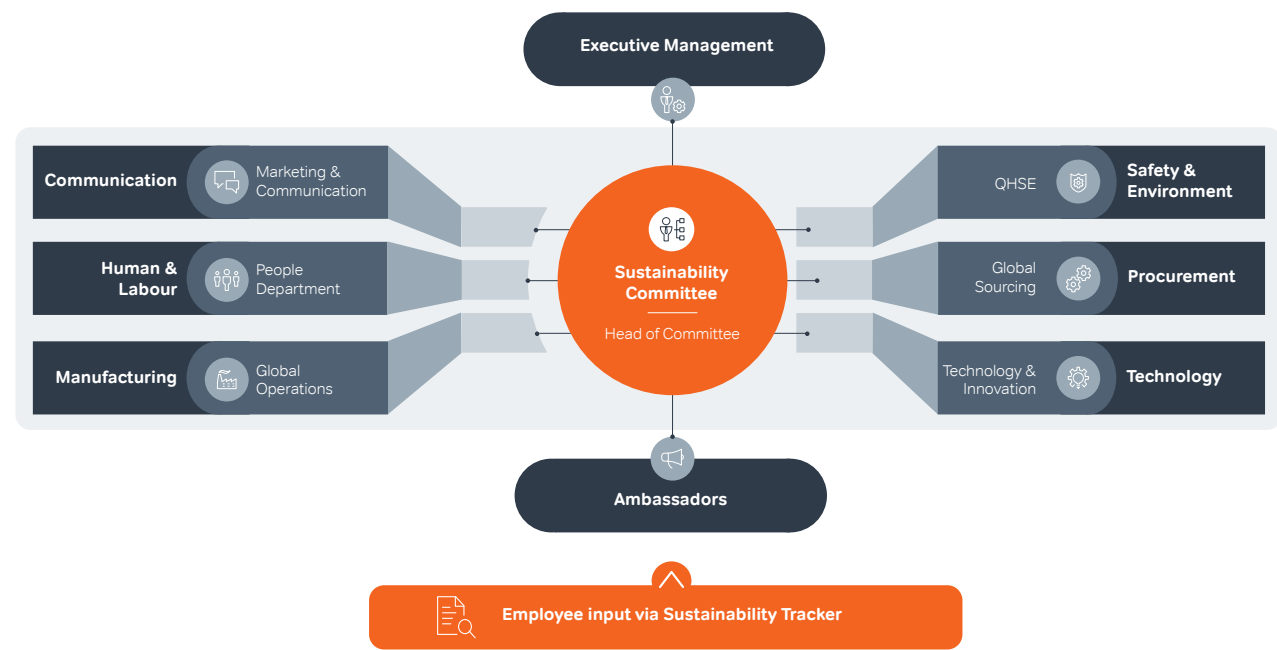 Executive Management
Communication
Marketing &
Communication
Human &
Labour
People
Department
Manufacturing
Global
Operations
Sustainability
Committee
Head of Committee
QHSE
Safety &
Environment
Global
Sourcing
Procurement
Technology &
Innovation
Technology
Ambassadors
Employee input via Sustainability Tracker